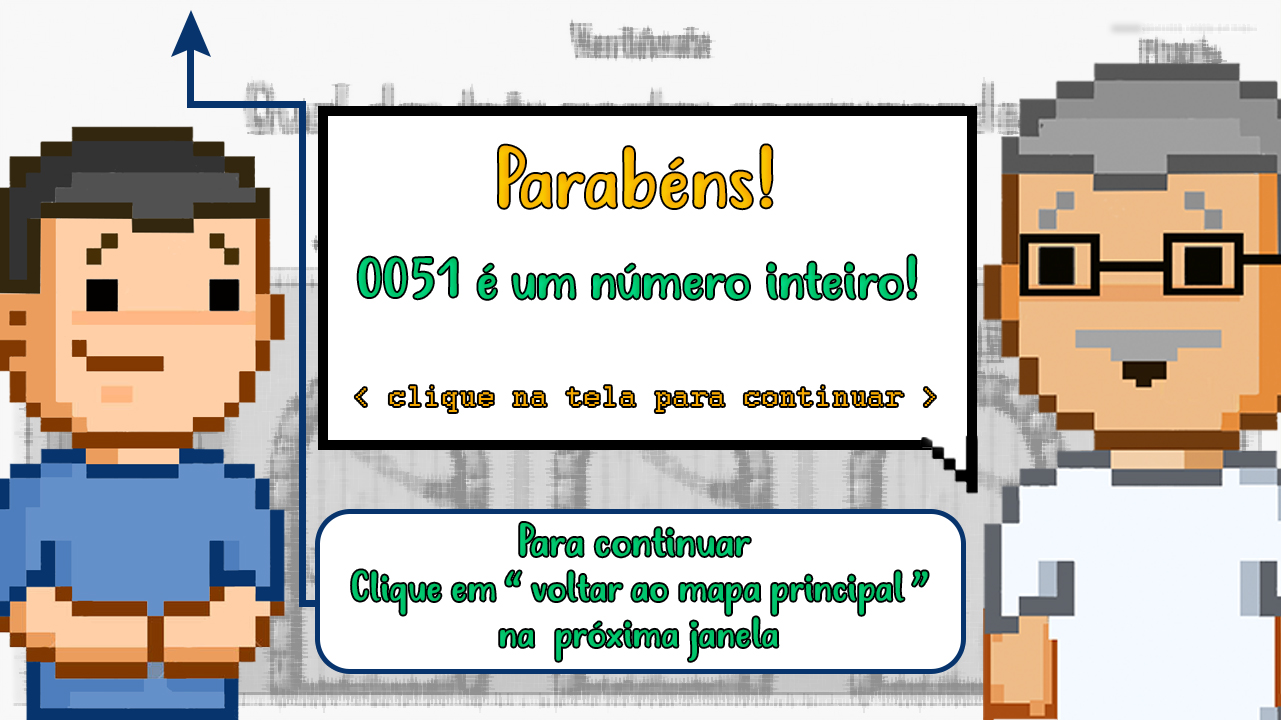 Parabéns!
0051 é um número inteiro!
< clique na tela para continuar >
Para continuar
Clique em “ voltar ao mapa principal ”
na próxima janela